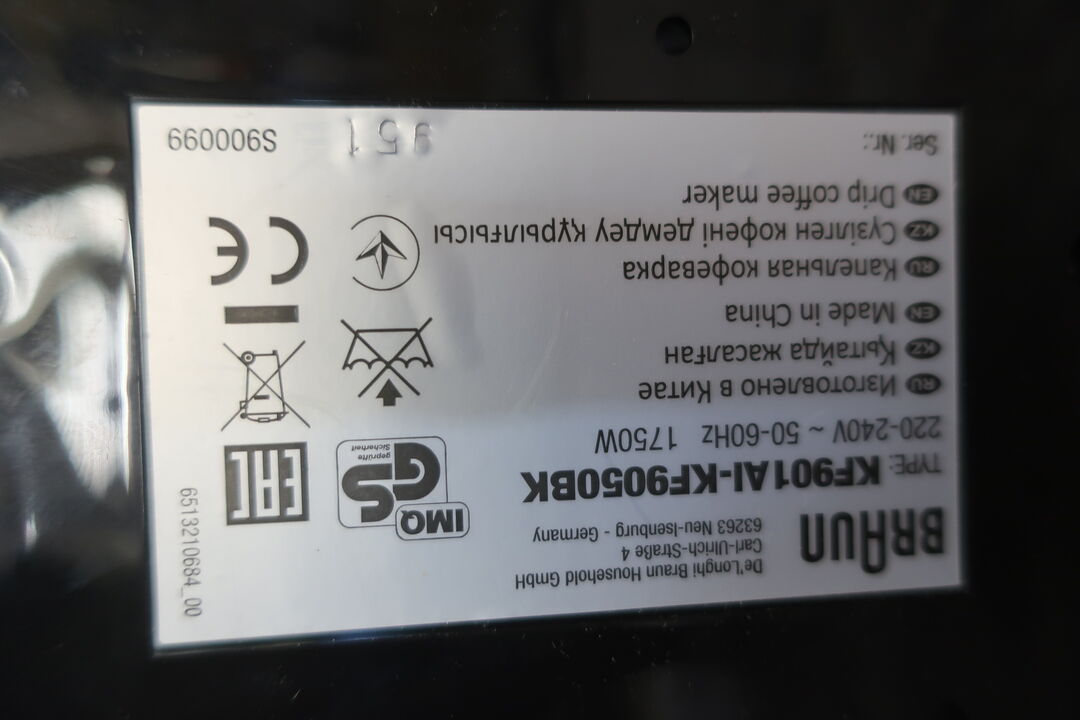 BRAUN
De'Longhi Braun Household GmbH
Carl-Ulrich-Straße 4
63263 Neu-Isenburg - Germany
TYPE: KF901AI-KF9050BK
220-240V ~ 50-60Hz 1750W
RU Изготовлено в Китае
KZ Қытайда жасалған
EN Made in China
RU Капельная кофеварка
KZ Сүзілген кофені демдеу құрылғысы
EN Drip coffee maker
Ser. Nr.:
951
S900099
IMQ
GS
geprüfte
Sicherheit
EAC
CE
6513210684_00